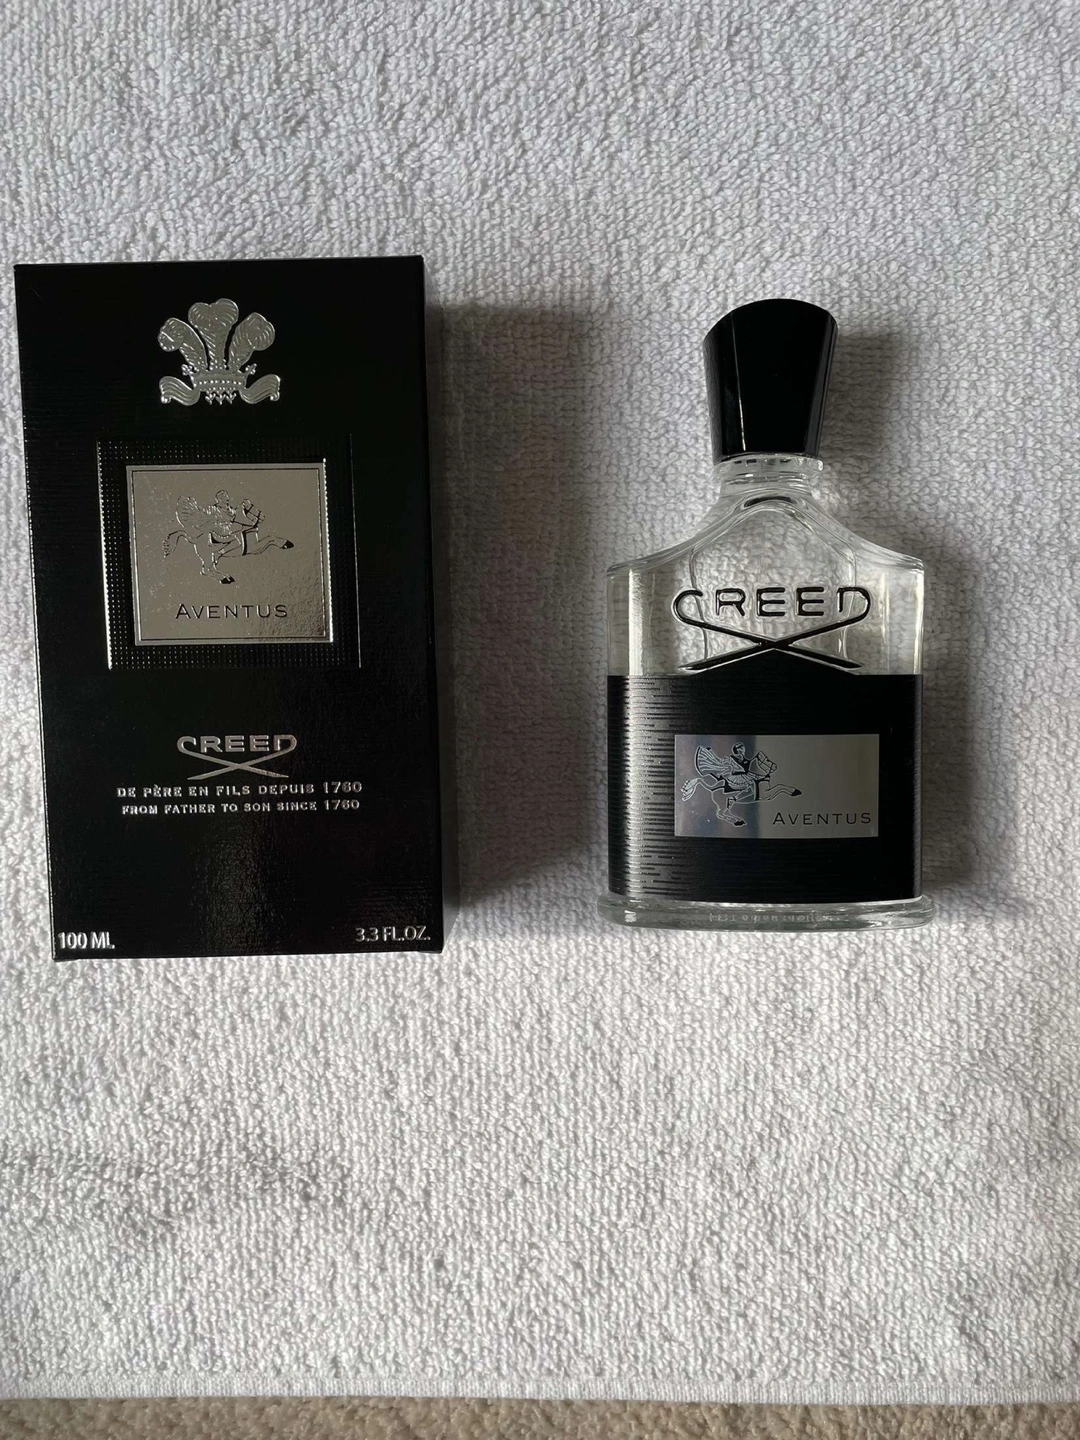 AVENTUS
CREED
DE PÈRE EN FILS DEPUIS 1760
FROM FATHER TO SON SINCE 1760
100 ML
3.3 FL.OZ.
CREED
AVENTUS